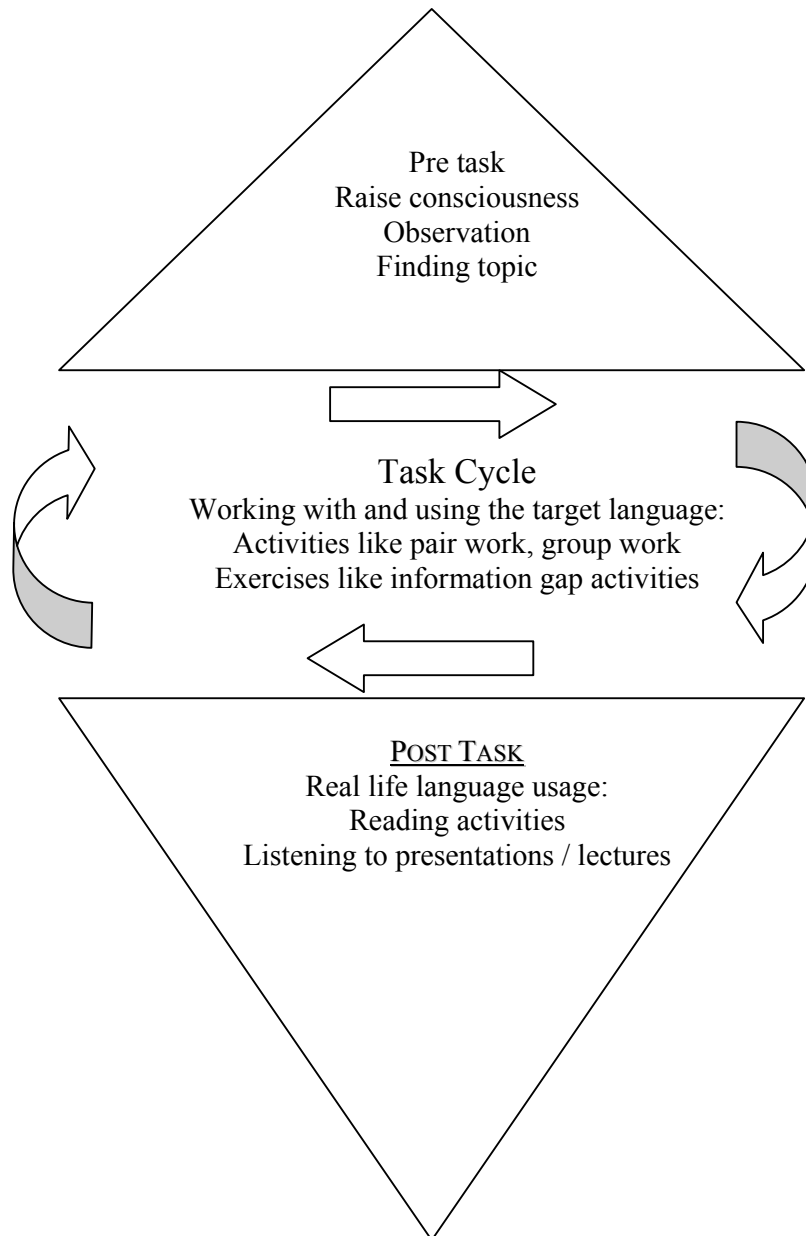 Pre task
Raise consciousness
Observation
Finding topic
Task Cycle
Working with and using the target language:
Activities like pair work, group work
Exercises like information gap activities
POST TASK
Real life language usage:
Reading activities
Listening to presentations / lectures